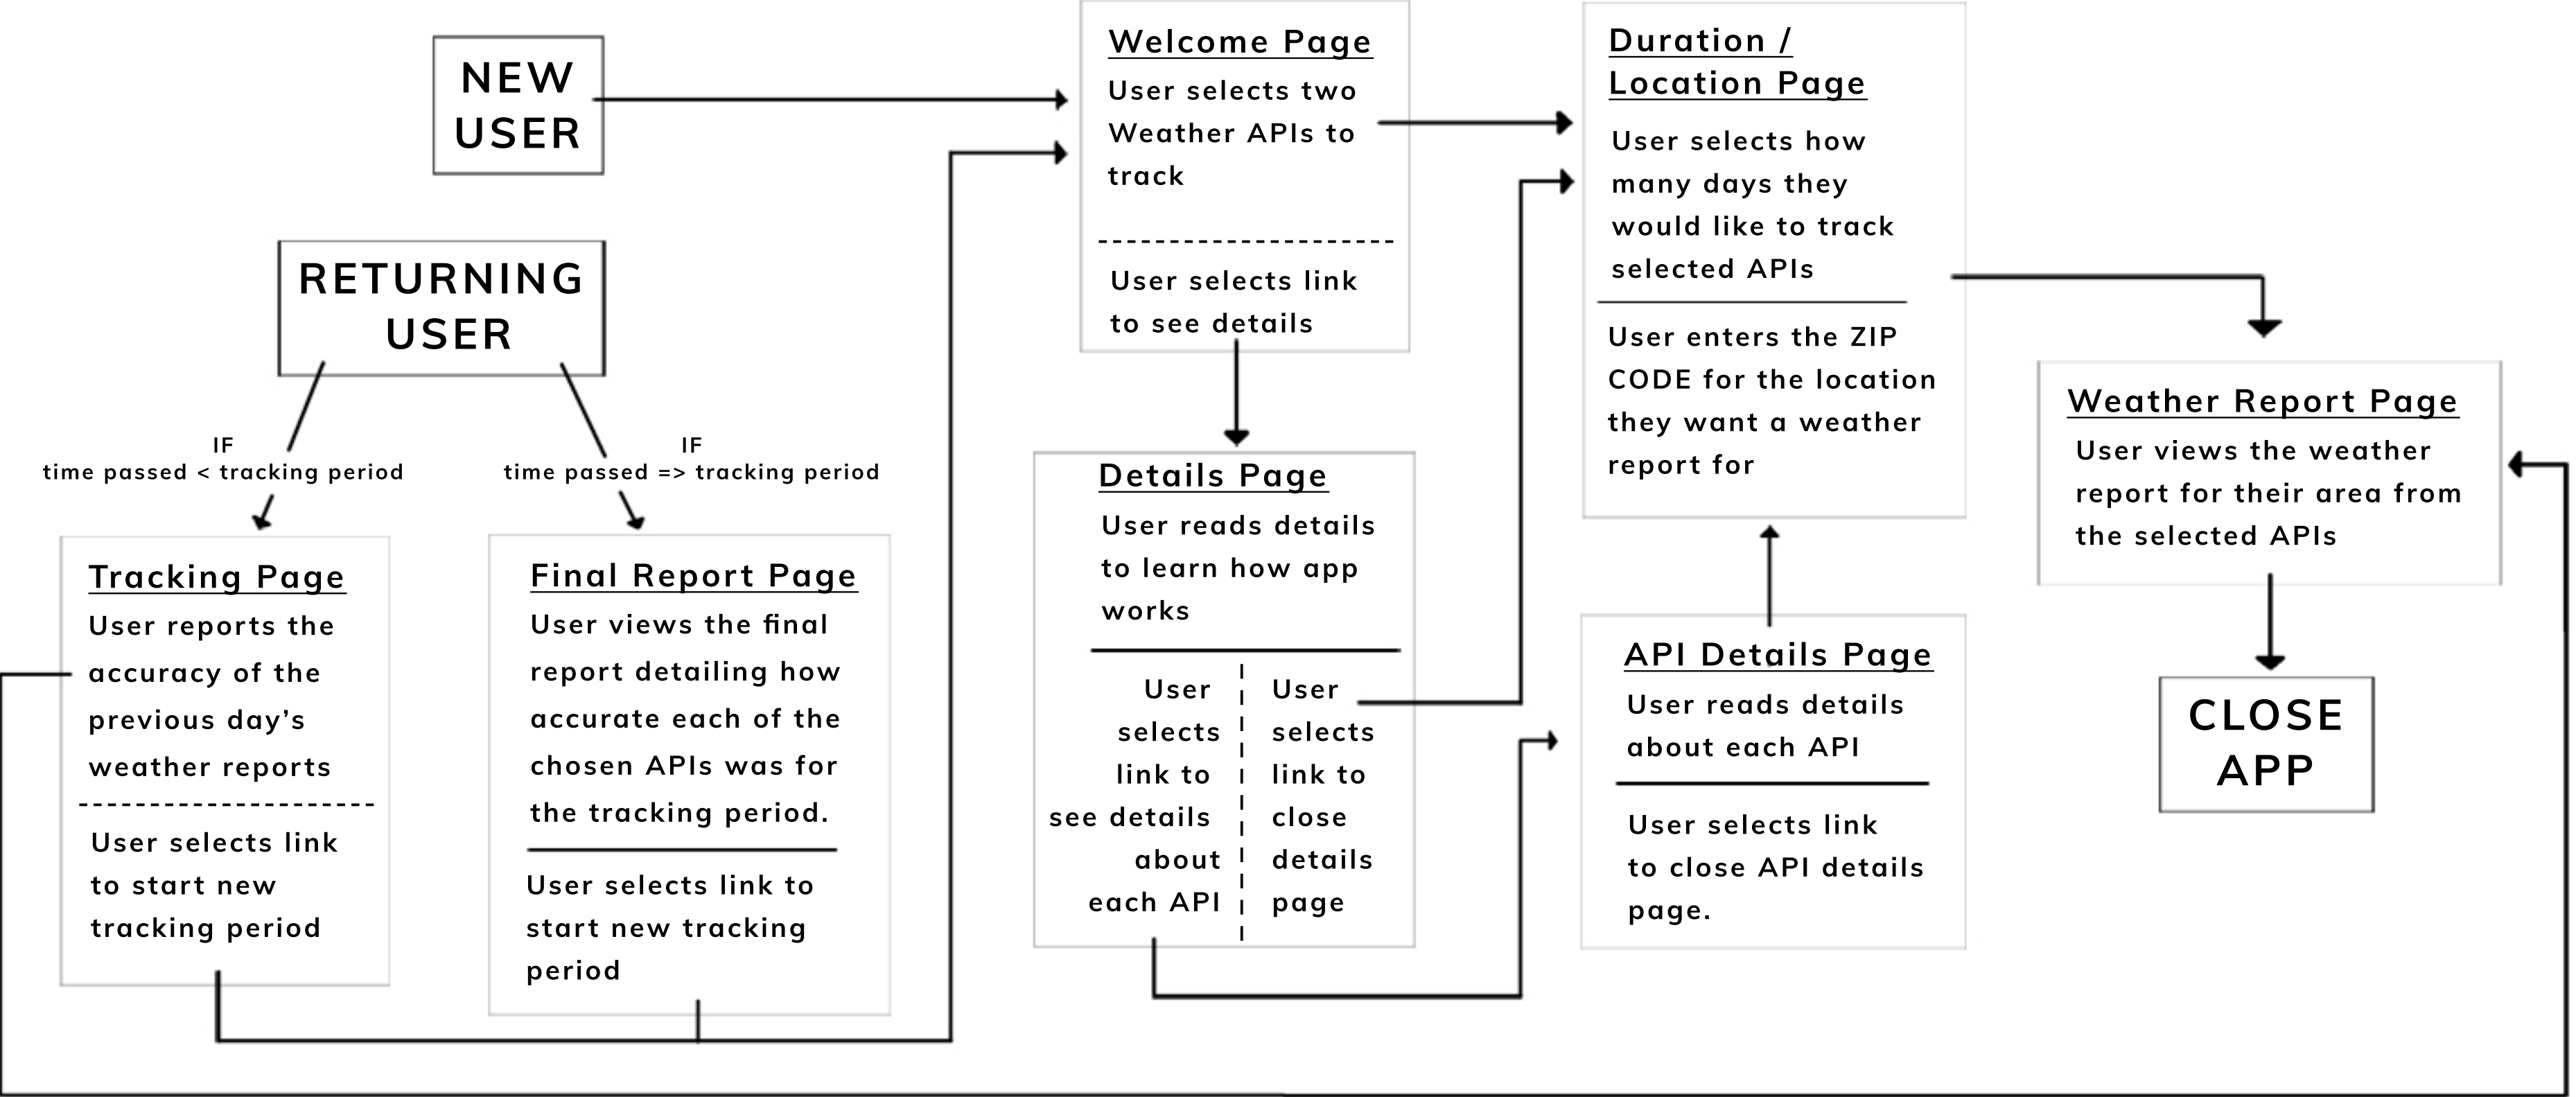 NEW
USER
RETURNING
USER
IF
time passed < tracking period
IF
time passed => tracking period
Tracking Page
User reports the
accuracy of the
previous day’s
weather reports
User selects link
to start new
tracking period
Final Report Page
User views the final
report detailing how
accurate each of the
chosen APIs was for
the tracking period.
User selects link to
start new tracking
period
Welcome Page
User selects two
Weather APIs to
track
User selects link
to see details
Details Page
User reads details
to learn how app
works
User
selects
link to
see details
about
each API
User
selects
link to
close
details
page
Duration /
Location Page
User selects how
many days they
would like to track
selected APIs
User enters the ZIP
CODE for the location
they want a weather
report for
API Details Page
User reads details
about each API
User selects link
to close API details
page.
Weather Report Page
User views the weather
report for their area from
the selected APIs
CLOSE
APP